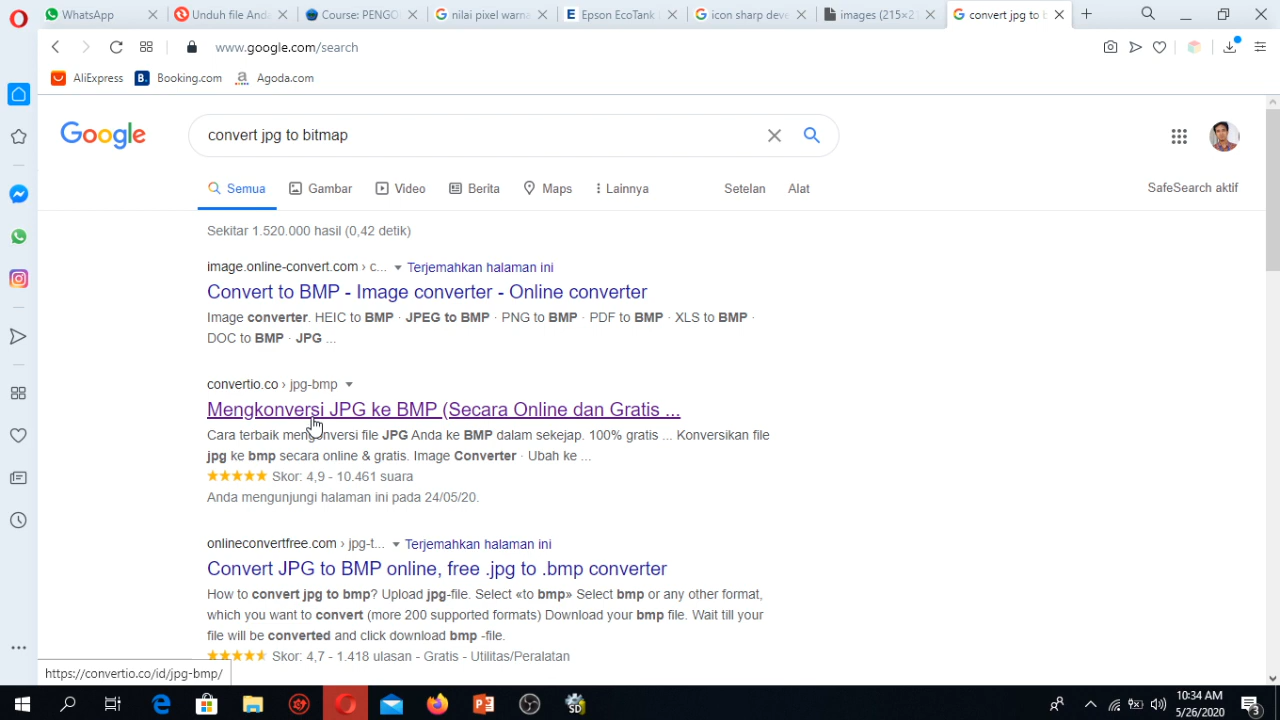 WhatsApp
Unduh file Anda
Course: PENGOL
nilai pixel warna
Epson EcoTank
icon sharp deve
images (215×2
convert jpg to b
www.google.com/search
AliExpress
Booking.com
Agoda.com
Google
convert jpg to bitmap
Semua
Gambar
Video
Berita
Maps
Lainnya
Setelan
Alat
SafeSearch aktif
Sekitar 1.520.000 hasil (0,42 detik)
image.online-convert.com › c... Terjemahkan halaman ini
Convert to BMP - Image converter - Online converter
Image converter. HEIC to BMP · JPEG to BMP · PNG to BMP · PDF to BMP · XLS to BMP ·
DOC to BMP · JPG ...
convertio.co › jpg-bmp
Mengkonversi JPG ke BMP (Secara Online dan Gratis ...
Cara terbaik mengonversi file JPG Anda ke BMP dalam sekejap. 100% gratis ... Konversikan file
jpg ke bmp secara online & gratis. Image Converter · Ubah ke ...
Skor: 4,9 - 10.461 suara
Anda mengunjungi halaman ini pada 24/05/20.
onlineconvertfree.com › jpg-t... Terjemahkan halaman ini
Convert JPG to BMP online, free .jpg to .bmp converter
How to convert jpg to bmp? Upload jpg-file. Select «to bmp» Select bmp or any other format,
which you want to convert (more 200 supported formats) Download your bmp file. Wait till your
file will be converted and click download bmp -file.
Skor: 4,7 - 1.418 ulasan - Gratis - Utilitas/Peralatan
https://convertio.co/id/jpg-bmp/
10:34 AM
5/26/2020
3